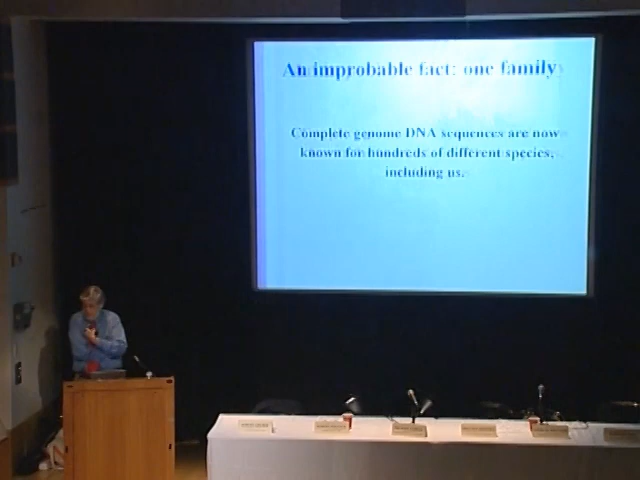 An improbable fact: one family
Complete genome DNA sequences are now
known for hundreds of different species,
including us.